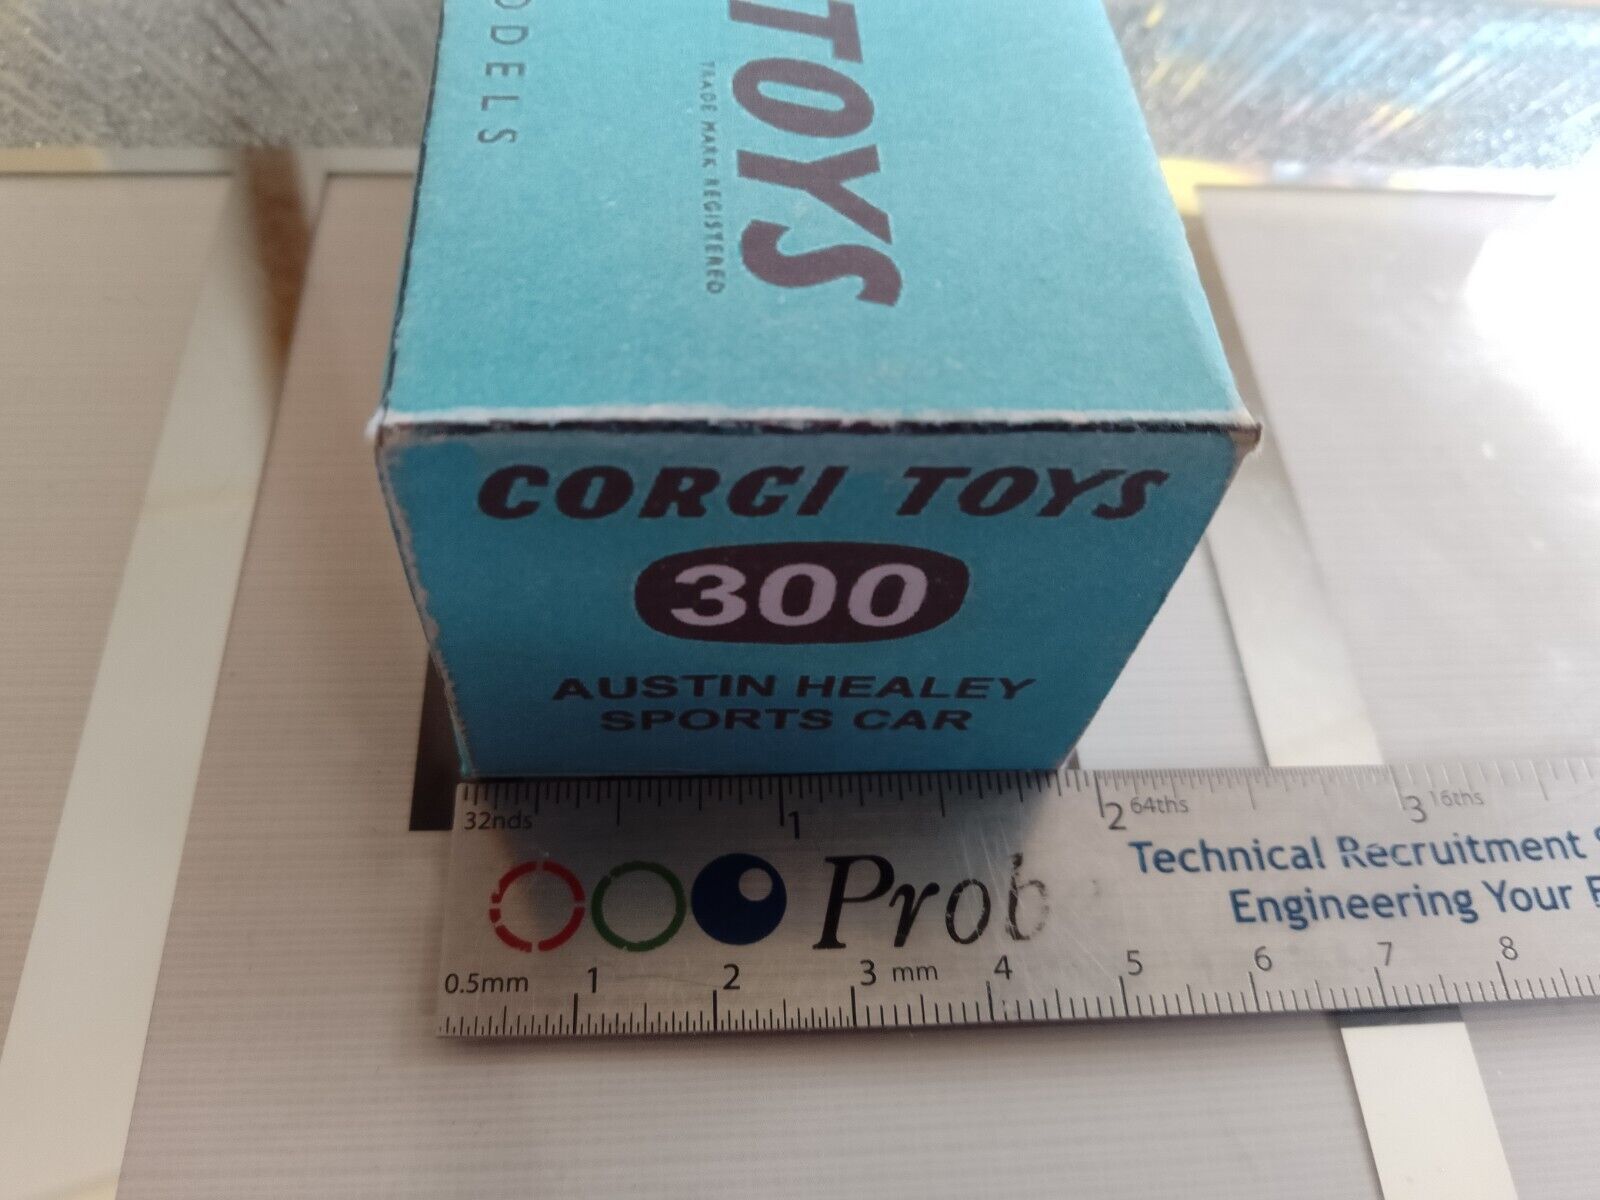 ODELS
TOYS
TRADE MARK REGISTERED
CORGI TOYS
300
AUSTIN HEALEY
SPORTS CAR
32nds 1 2 64ths 3 16ths
Prob
Technical Recruitment
Engineering Your
0.5mm 1 2 3 mm 4 5 6 7 8